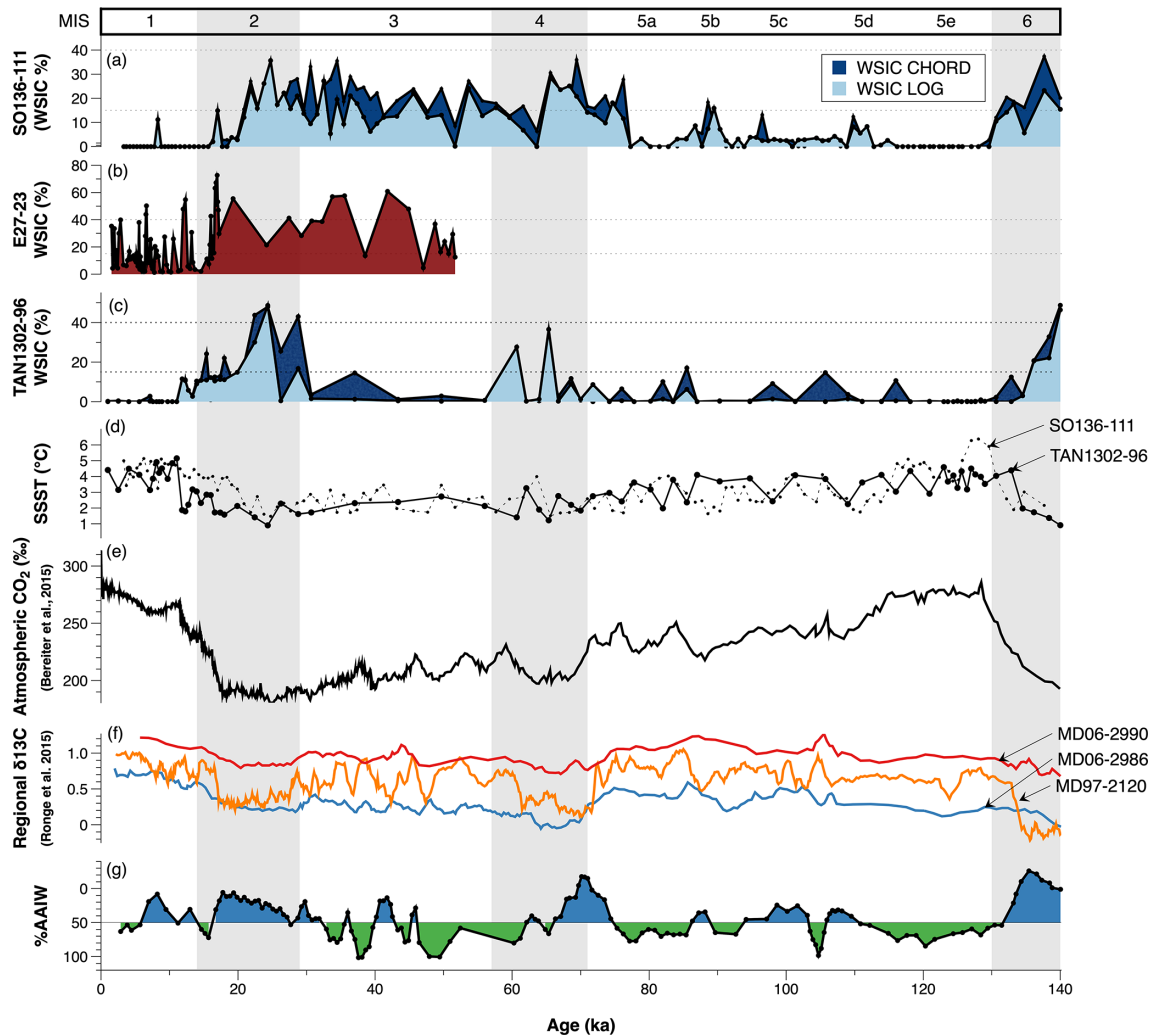 MIS 1 2 3 4 5a 5b 5c 5d 5e 6
(a)
SO136-111
(WSIC %)
40
30
20
10
0
WSIC CHORD
WSIC LOG
(b)
E27-23
WSIC (%)
80
60
40
20
0
(c)
TAN1302-96
WSIC (%)
40
20
0
(d)
SSST (°C)
6
5
4
3
2
1
SO136-111
TAN1302-96
(e)
Atmospheric CO₂ (‰)
(Bereiter et al., 2015)
300
250
200
(f)
Regional δ13C
(Ronge et al. 2015)
1.0
0.5
0
MD06-2990
MD06-2986
MD97-2120
(g)
%AAIW
0
50
100
0 20 40 60 80 100 120 140
Age (ka)